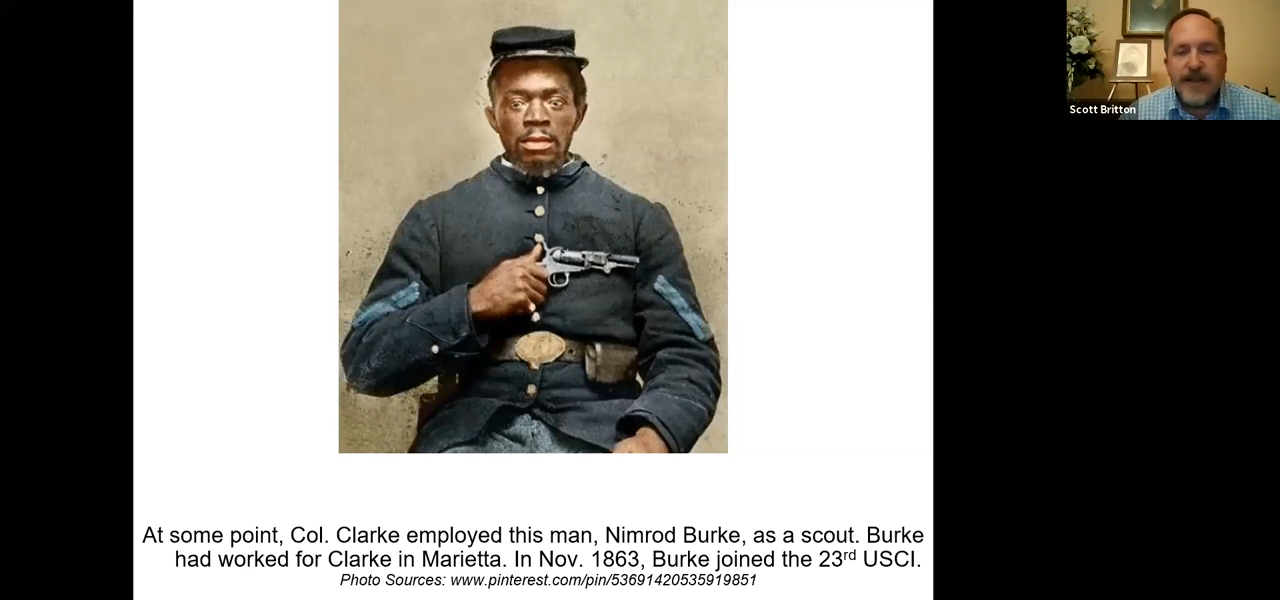 Scott Britton
At some point, Col. Clarke employed this man, Nimrod Burke, as a scout. Burke
had worked for Clarke in Marietta. In Nov. 1863, Burke joined the 23rd USCI.
Photo Sources: www.pinterest.com/pin/53691420535919851